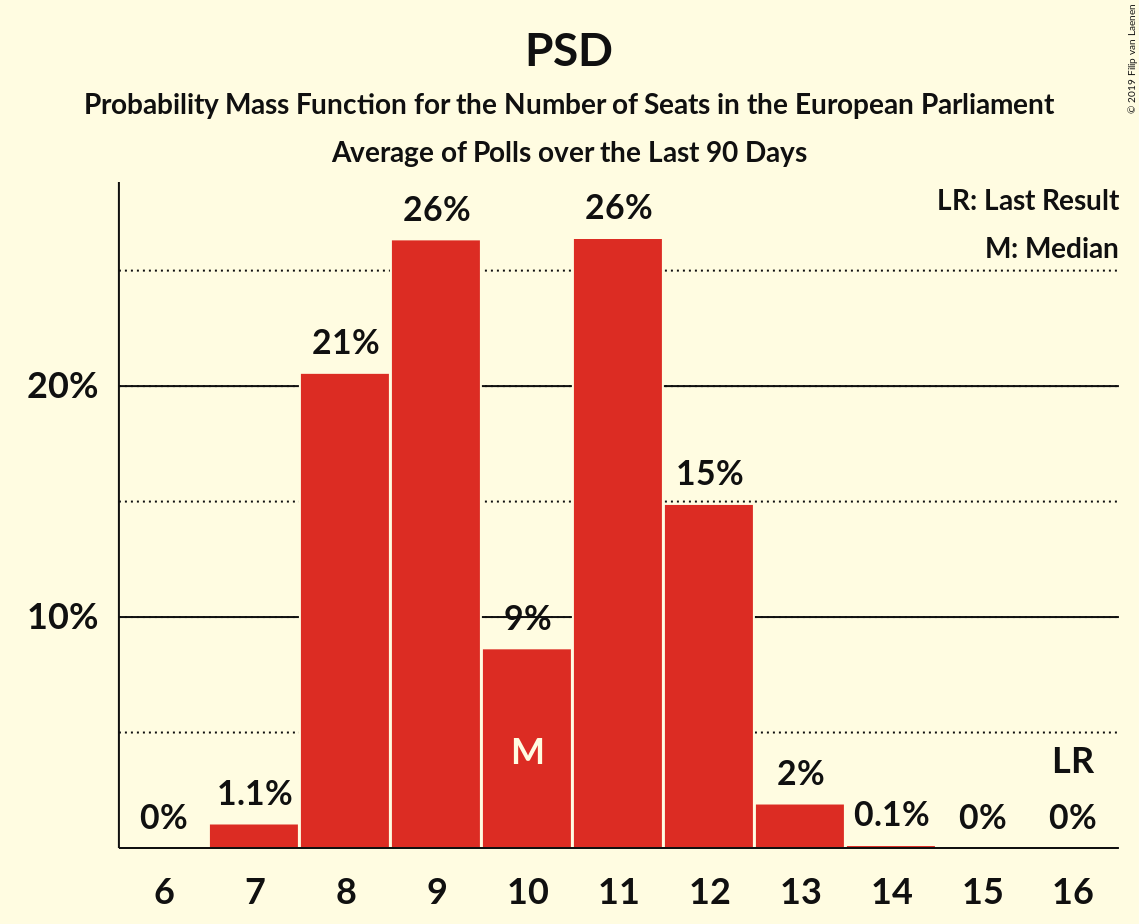 PSD
Probability Mass Function for the Number of Seats in the European Parliament
Average of Polls over the Last 90 Days
© 2019 Filip van Laenen
LR: Last Result
M: Median
26%
26%
21%
20%
15%
10%
9%
M
LR
2%
1.1%
0%
0.1%
0%
0%
6 7 8 9 10 11 12 13 14 15 16